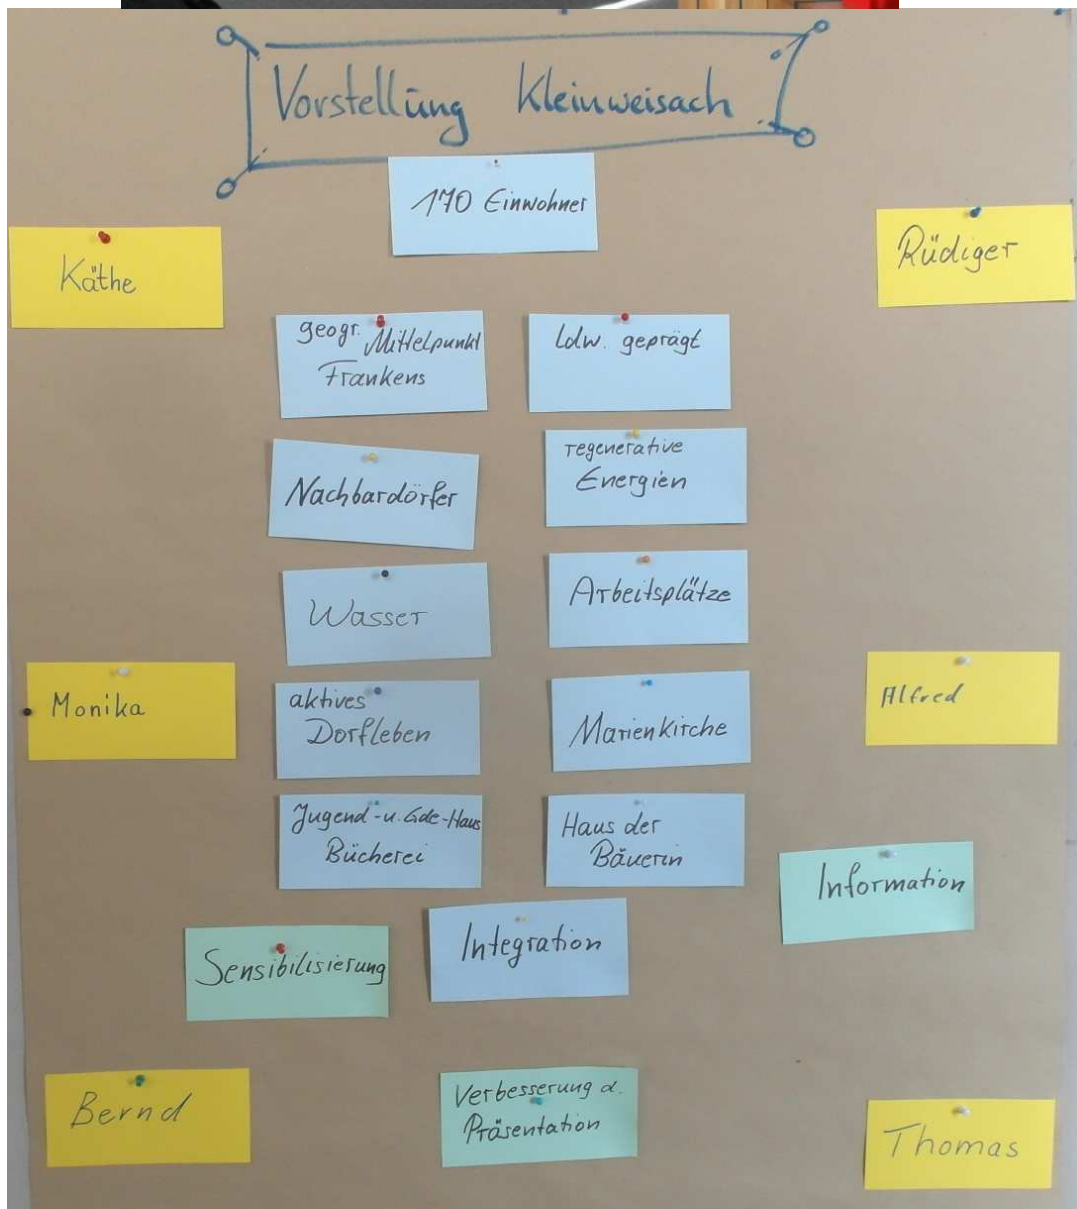 Vorstellung Kleinweisach
170 Einwohner
Käthe
Rüdiger
geogr. Mittelpunkt
Frankens
Ldw. geprägt
Nachbardörfer
regenerative
Energien
Wasser
Arbeitsplätze
Monika
aktives
Dorfleben
Marienkirche
Alfred
Jugend-u. Gde-Haus
Bücherei
Haus der
Bäuerin
Information
Sensibilisierung
Integration
Bernd
Verbesserung d.
Präsentation
Thomas